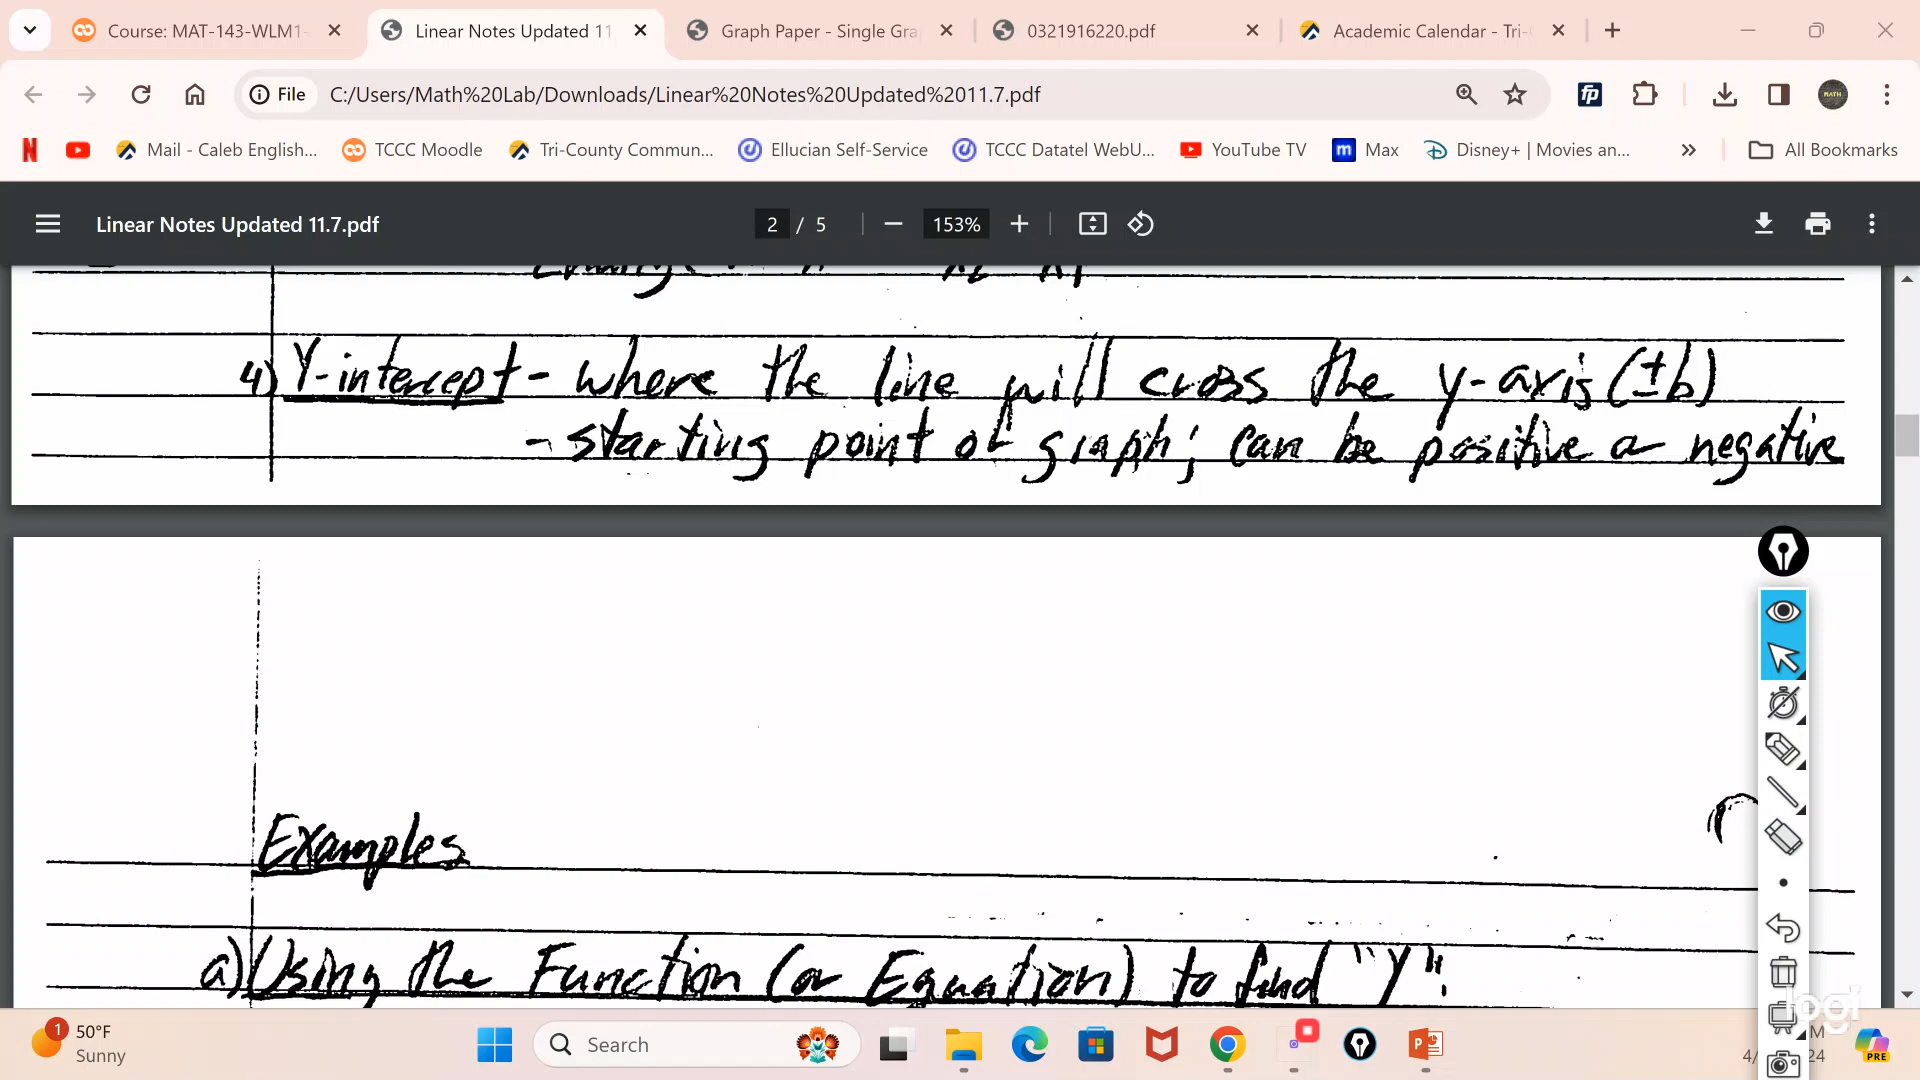 Course: MAT-143-WLM1-
Linear Notes Updated 11
Graph Paper - Single Gra
0321916220.pdf
Academic Calendar - Tri-
File
C:/Users/Math%20Lab/Downloads/Linear%20Notes%20Updated%2011.7.pdf
Mail - Caleb English...
TCCC Moodle
Tri-County Commun...
Ellucian Self-Service
TCCC Datatel WebU...
YouTube TV
m Max
Disney+ | Movies an...
All Bookmarks
Linear Notes Updated 11.7.pdf
2 / 5
153%
4) Y-intercept - where the line will cross the y-axis (±b)
- starting point of graph; can be positive or negative
Examples
a) Using the Function (or Equation) to find "Y":
logi
1
50°F
Sunny
Search
PRE